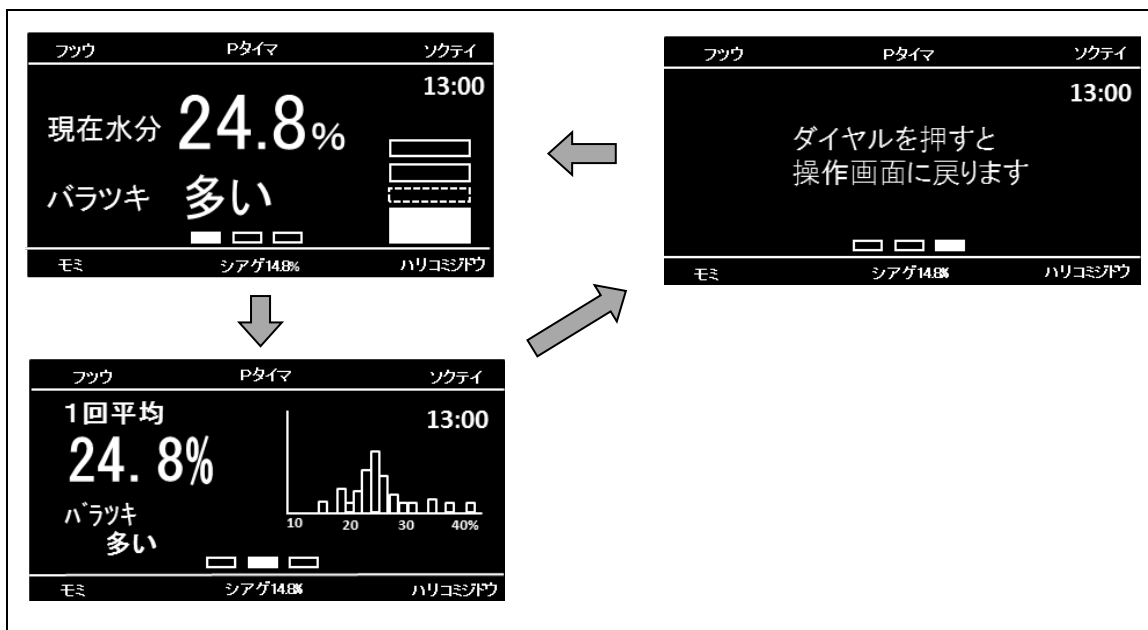 フツウ Pタイマ ソクテイ
13:00
現在水分 24.8%
バラツキ 多い
モミ シアゲ14.8% ハリコミジドウ
フツウ Pタイマ ソクテイ
13:00
ダイヤルを押すと
操作画面に戻ります
モミ シアゲ14.8% ハリコミジドウ
フツウ Pタイマ ソクテイ
1回平均
13:00
24.8%
バラツキ
多い
10 20 30 40%
モミ シアゲ14.8% ハリコミジドウ